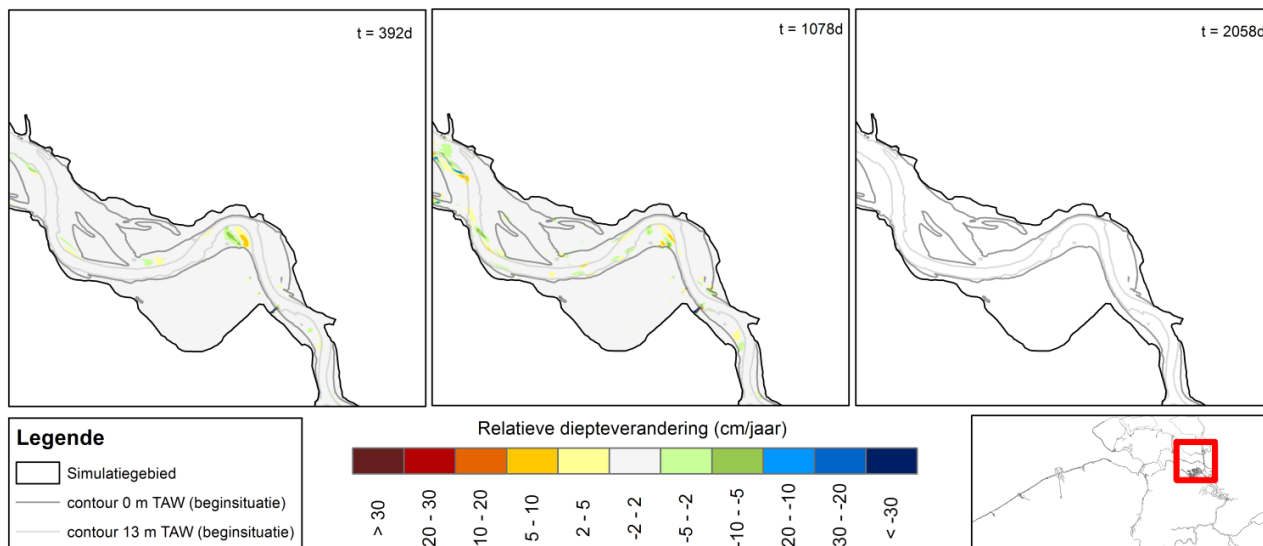 t = 392d
t = 1078d
t = 2058d
Legende
Simulatiegebied
contour 0 m TAW (beginsituatie)
contour 13 m TAW (beginsituatie)
Relatieve diepteverandering (cm/jaar)
> 30
20 - 30
10 - 20
5 - 10
2 - 5
-2 - 2
-5 - -2
-10 - -5
20 - -10
30 - -20
< -30